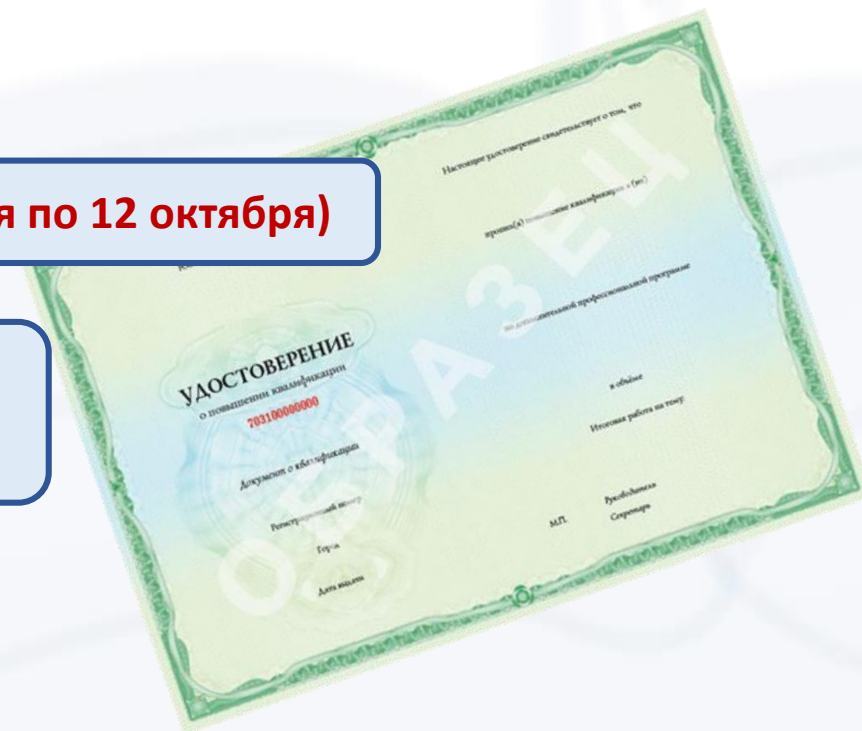 я по 12 октября)
УДОСТОВЕРЕНИЕ
о повышении квалификации
703100000000
Документ о квалификации
Регистрационный номер
Город
Дата выдачи
Настоящее удостоверение свидетельствует о том, что
прошел(а) повышение квалификации в (на)
по дополнительной профессиональной программе
в объёме
Итоговая работа на тему:
М.П.
Руководитель
Секретарь
ОБРАЗЕЦ